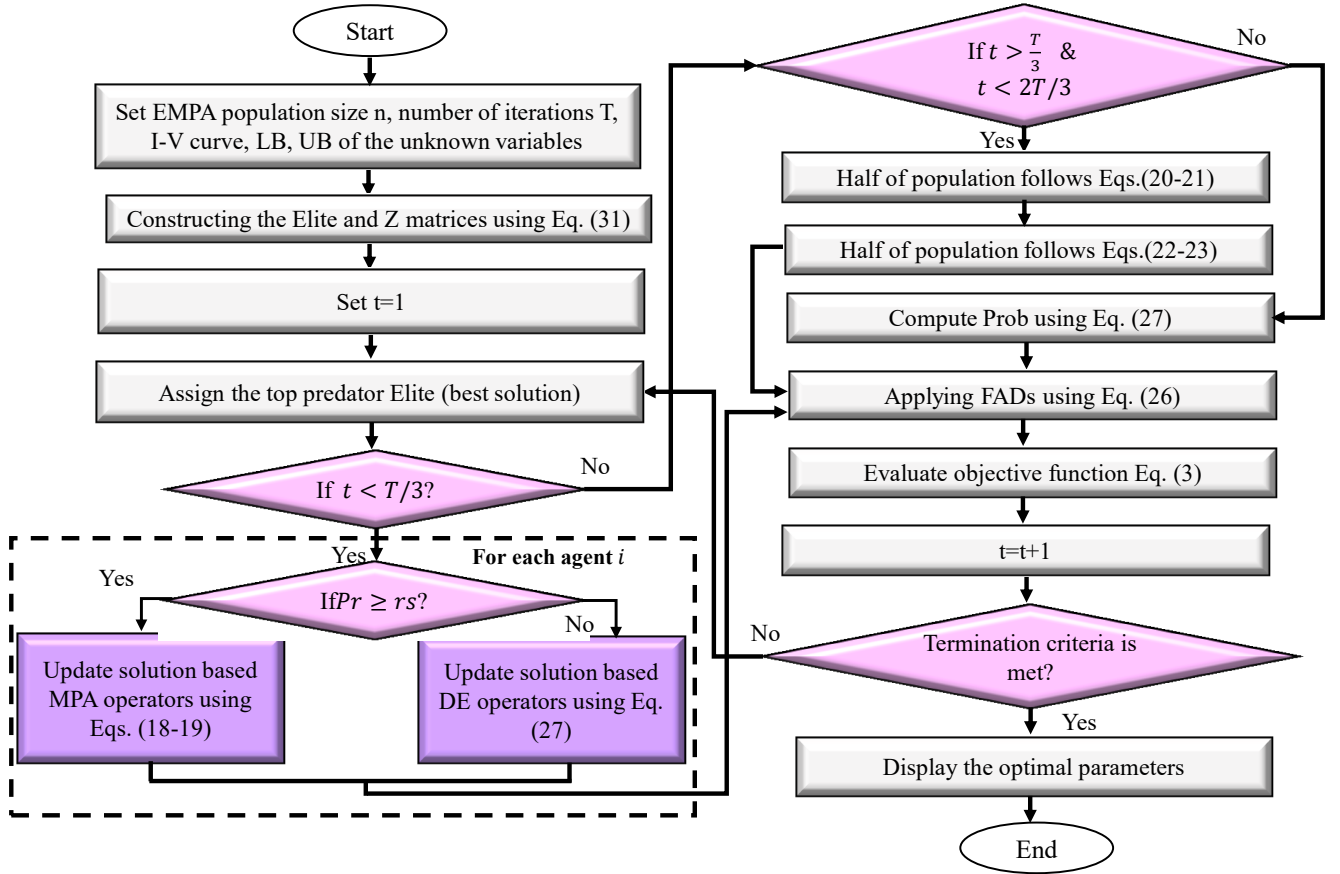 Start
Set EMPA population size n, number of iterions T,
I-V curve, LB, UB of the unknown variables
Constructing the Elite and Z matrices using Eq. (31)
Set t=1
Assign the top predator Elite (best solution)
If t < T/3?
No
Yes
For each agent i
IfPr ≥ rs?
Yes
No
Update solution based
MPA operators using
Eqs. (18-19)
Update solution based
DE operators using Eq.
(27)
If t > T/3 &
t < 2T/3
No
Yes
Half of population follows Eqs.(20-21)
Half of population follows Eqs.(22-23)
Compute Prob using Eq. (27)
Applying FADs using Eq. (26)
Evaluate objective function Eq. (3)
t=t+1
Termination criteria is
met?
No
Yes
Display the optimal parameters
End